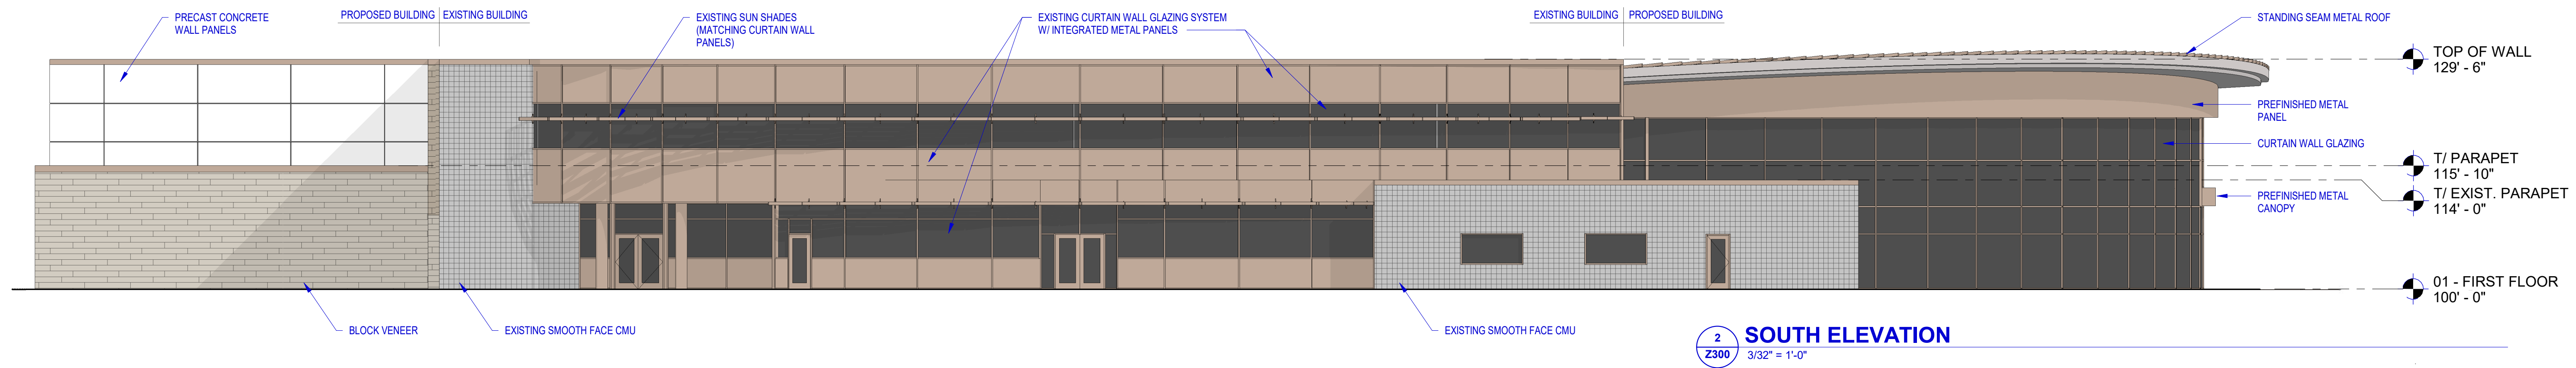 PRECAST CONCRETE
WALL PANELS
PROPOSED BUILDING
EXISTING BUILDING
EXISTING SUN SHADES
(MATCHING CURTAIN WALL
PANELS)
EXISTING CURTAIN WALL GLAZING SYSTEM
W/ INTEGRATED METAL PANELS
EXISTING BUILDING
PROPOSED BUILDING
STANDING SEAM METAL ROOF
TOP OF WALL
129' - 6"
PREFINISHED METAL
PANEL
CURTAIN WALL GLAZING
T/ PARAPET
115' - 10"
PREFINISHED METAL
CANOPY
T/ EXIST. PARAPET
114' - 0"
01 - FIRST FLOOR
100' - 0"
BLOCK VENEER
EXISTING SMOOTH FACE CMU
EXISTING SMOOTH FACE CMU
2
Z300
SOUTH ELEVATION
3/32" = 1'-0"